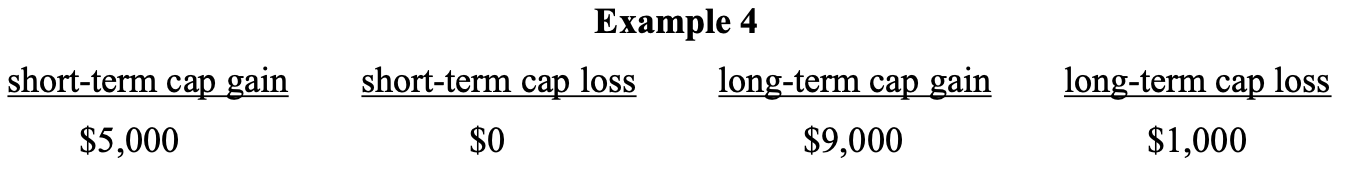 Example 4
short-term cap gain short-term cap loss long-term cap gain long-term cap loss
$5,000 $0 $9,000 $1,000